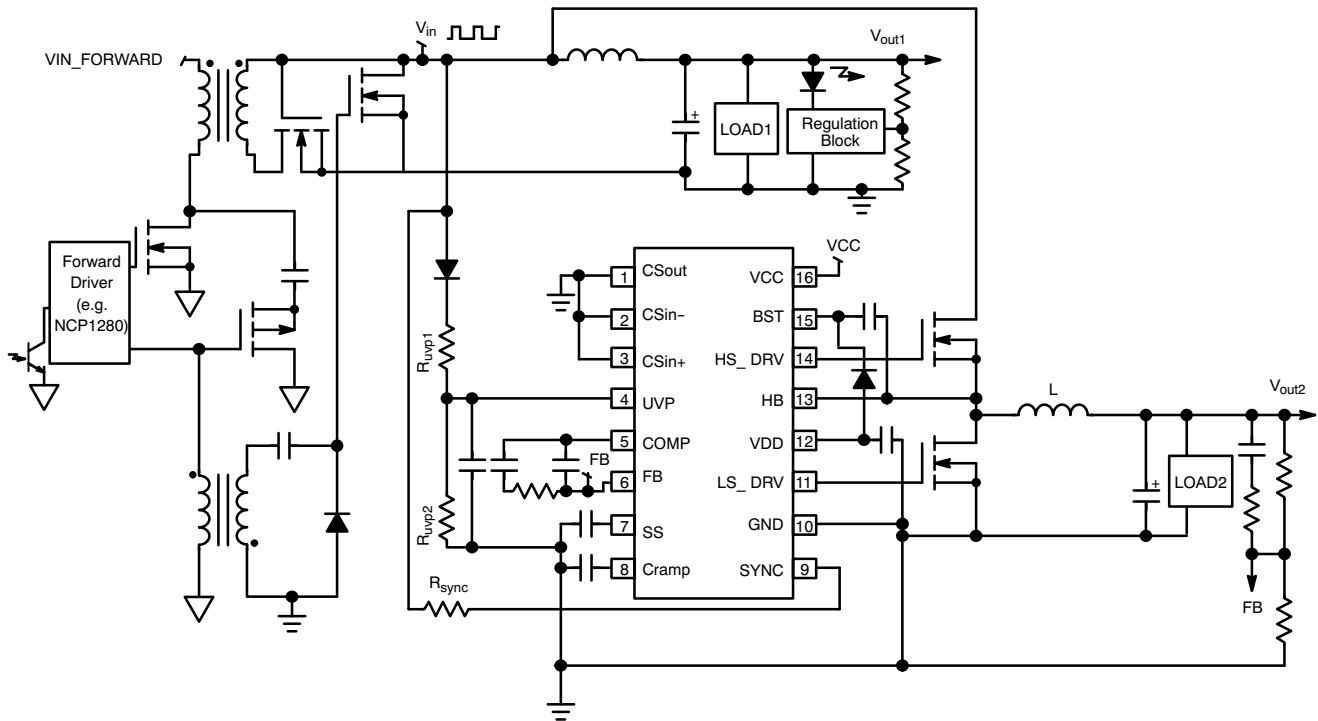 Vin
Vout1
VIN_FORWARD
+
LOAD1
Regulation
Block
Forward
Driver
(e.g.
NCP1280)
VCC
1 CSout VCC 16
2 CSin− BST 15
3 CSin+ HS_ DRV 14
4 UVP HB 13
5 COMP VDD 12
6 FB LS_ DRV 11
7 SS GND 10
8 Cramp SYNC 9
Ruvp1
FB
Ruvp2
Rsync
L
Vout2
+
LOAD2
FB